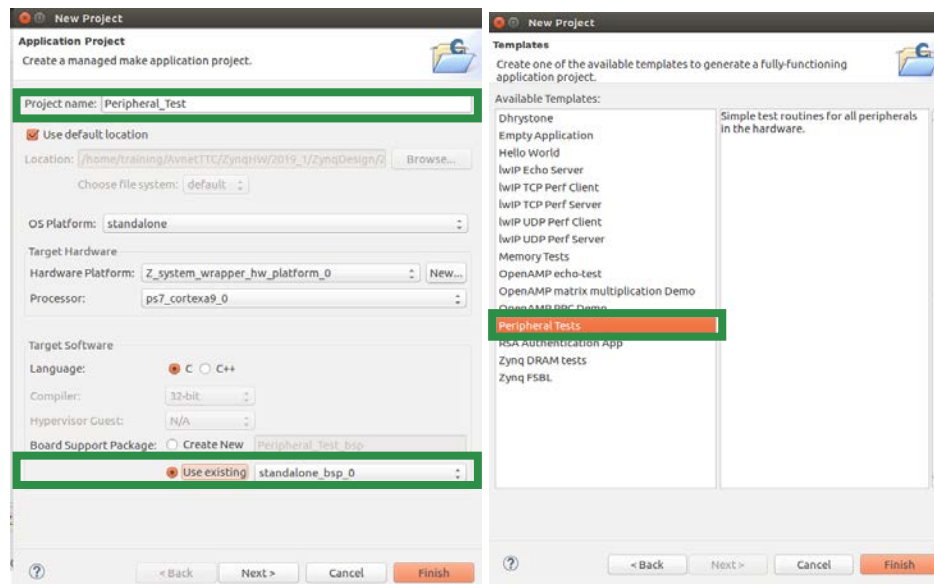 New Project
Application Project
Create a managed make application project.
Project name: Peripheral_Test
Use default location
Location: /home/training/AvnetTTC/ZynqHW/2019_1/ZynqDesign/ Browse...
Choose file system: default
OS Platform: standalone
Target Hardware
Hardware Platform: Z_system_wrapper_hw_platform_0 New...
Processor: ps7_cortexa9_0
Target Software
Language: C C++
Compiler: 32-bit
Hypervisor Guest: N/A
Board Support Package: Create New Peripheral_Test_bsp
Use existing standalone_bsp_0
? < Back Next > Cancel Finish
New Project
Templates
Create one of the available templates to generate a fully-functioning
application project.
Available Templates:
Dhrystone
Empty Application
Hello World
lwIP Echo Server
lwIP TCP Perf Client
lwIP TCP Perf Server
lwIP UDP Perf Client
lwIP UDP Perf Server
Memory Tests
OpenAMP echo-test
OpenAMP matrix multiplication Demo
OpenAMP RPC Demo
Peripheral Tests
RSA Authentication App
Zynq DRAM tests
Zynq FSBL
Simple test routines for all peripherals
in the hardware.
? < Back Next > Cancel Finish